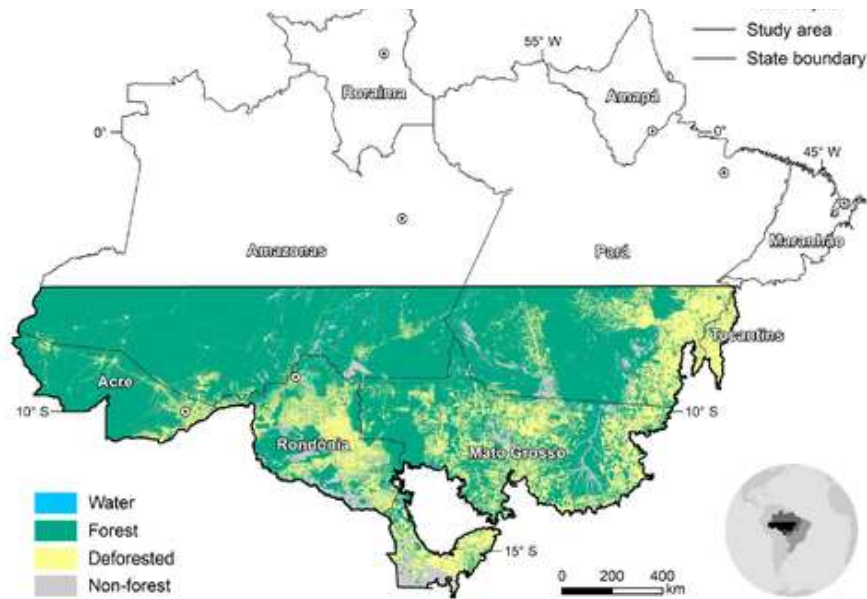 Study area
State boundary
55° W
Roraima
Amapá
0°
0°
45° W
Amazonas
Pará
Maranhão
Tocantins
Acre
10° S
10° S
Rondônia
Mato Grosso
Water
Forest
Deforested
Non-forest
15° S
0 200 400
km